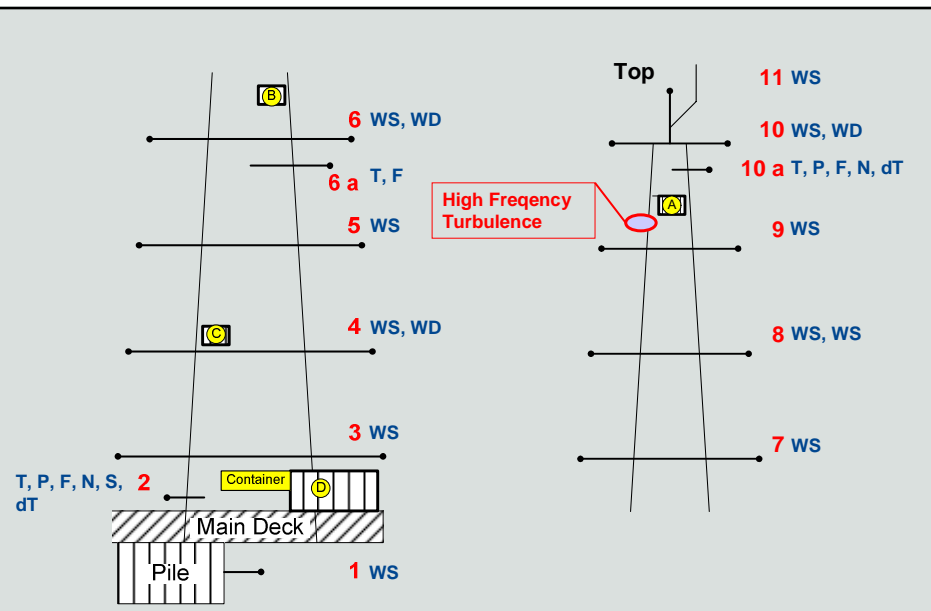 B
6 WS, WD
6 a T, F
5 WS
C
4 WS, WD
3 WS
T, P, F, N, S, 2
dT
Container
D
Main Deck
Pile
1 WS
Top
11 WS
10 WS, WD
10 a T, P, F, N, dT
High Freqency
Turbulence
A
9 WS
8 WS, WS
7 WS